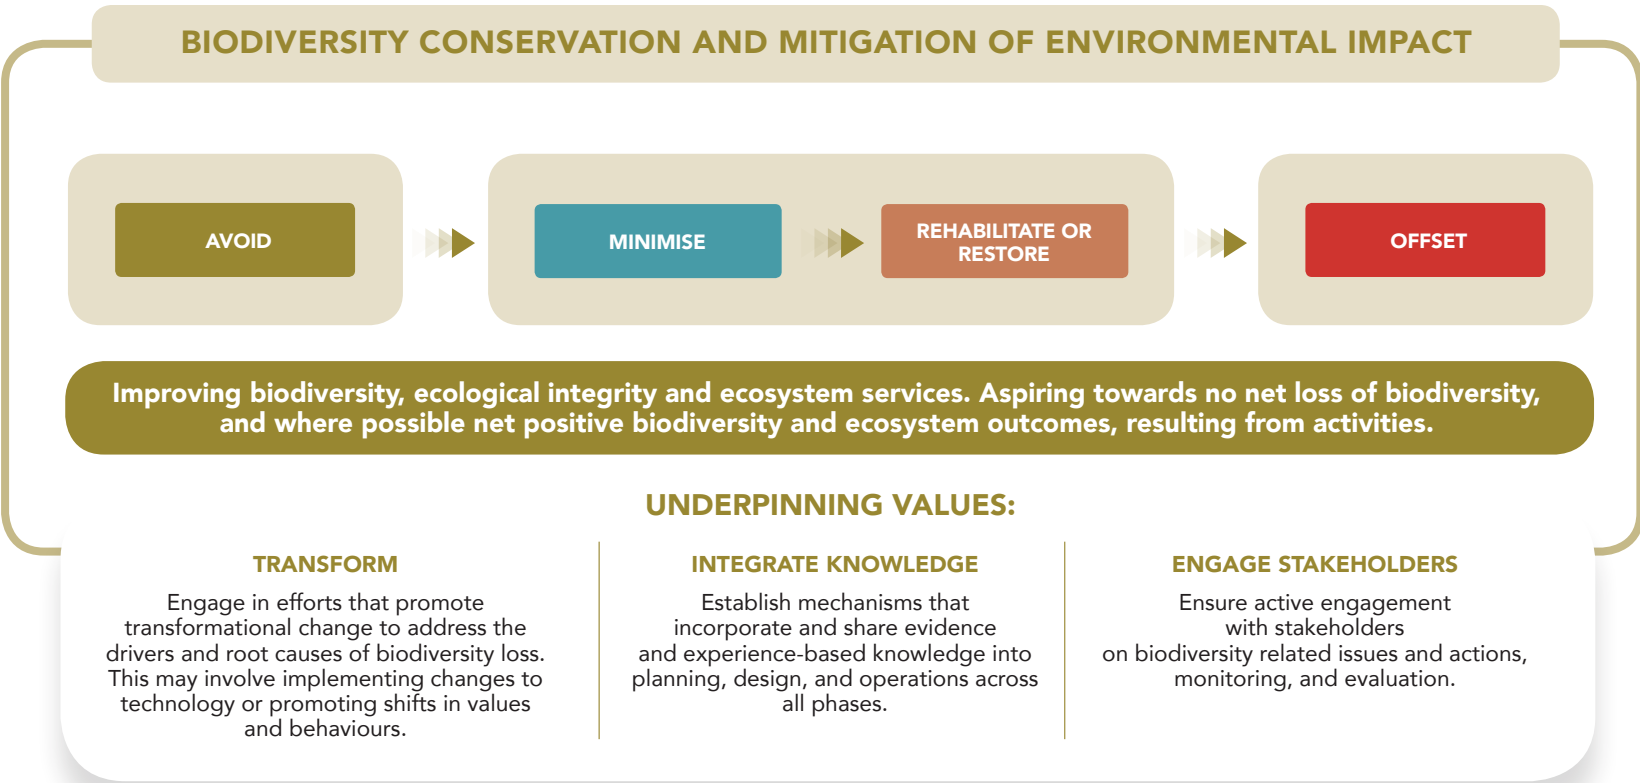 BIODIVERSITY CONSERVATION AND MITIGATION OF ENVIRONMENTAL IMPACT
AVOID
MINIMISE
REHABILITATE OR
RESTORE
OFFSET
Improving biodiversity, ecological integrity and ecosystem services. Aspiring towards no net loss of biodiversity,
and where possible net positive biodiversity and ecosystem outcomes, resulting from activities.
UNDERPINNING VALUES:
TRANSFORM
Engage in efforts that promote
transformational change to address the
drivers and root causes of biodiversity loss.
This may involve implementing changes to
technology or promoting shifts in values
and behaviours.
INTEGRATE KNOWLEDGE
Establish mechanisms that
incorporate and share evidence
and experience-based knowledge into
planning, design, and operations across
all phases.
ENGAGE STAKEHOLDERS
Ensure active engagement
with stakeholders
on biodiversity related issues and actions,
monitoring, and evaluation.